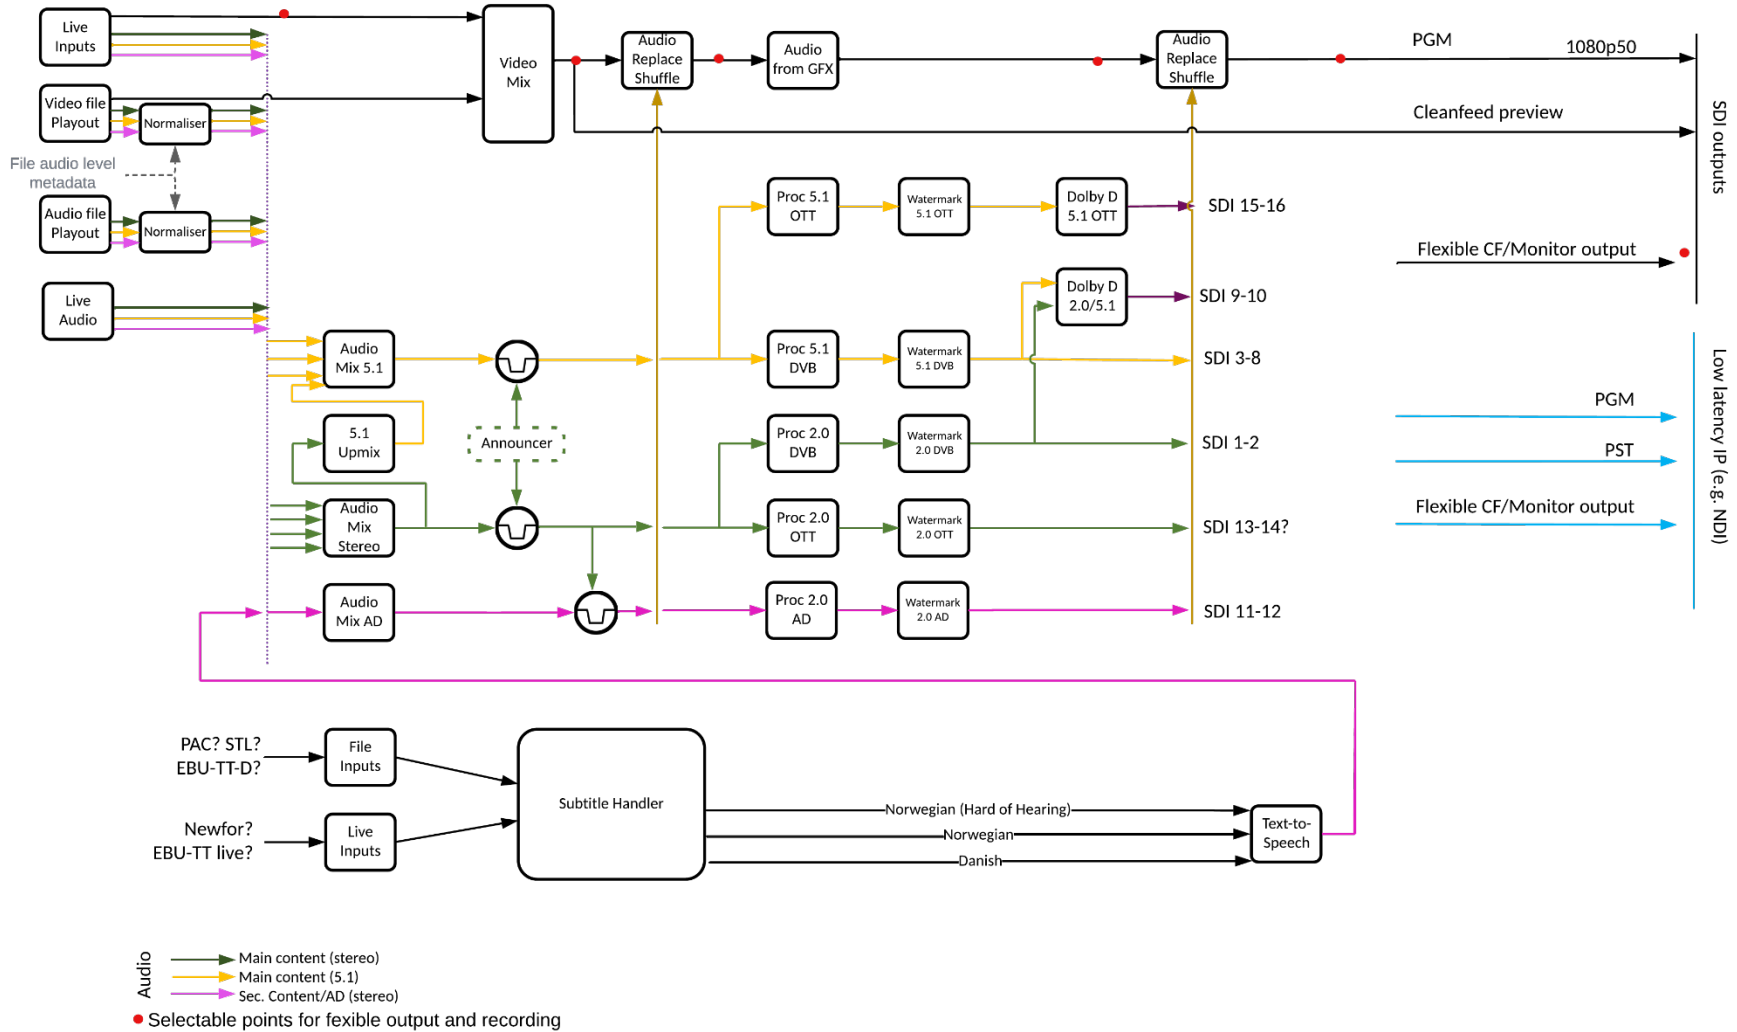 Live
Inputs
Video file
Playout
Normaliser
File audio level
metadata
Audio file
Playout
Normaliser
Live
Audio
Video
Mix
Audio
Replace
Shuffle
Audio
from GFX
Audio
Replace
Shuffle
PGM
1080p50
Cleanfeed preview
SDI outputs
Proc 5.1
OTT
Watermark
5.1 OTT
Dolby D
5.1 OTT
SDI 15-16
Flexible CF/Monitor output
Dolby D
2.0/5.1
SDI 9-10
Audio
Mix 5.1
Proc 5.1
DVB
Watermark
5.1 DVB
SDI 3-8
5.1
Upmix
Announcer
Proc 2.0
DVB
Watermark
2.0 DVB
SDI 1-2
Audio
Mix
Stereo
Proc 2.0
OTT
Watermark
2.0 OTT
SDI 13-14?
Audio
Mix AD
Proc 2.0
AD
Watermark
2.0 AD
SDI 11-12
PGM
PST
Flexible CF/Monitor output
Low latency IP (e.g. NDI)
PAC? STL?
EBU-TT-D?
File
Inputs
Newfor?
EBU-TT live?
Live
Inputs
Subtitle Handler
Norwegian (Hard of Hearing)
Norwegian
Danish
Text-to-
Speech
Audio
Main content (stereo)
Main content (5.1)
Sec. Content/AD (stereo)
Selectable points for fexible output and recording